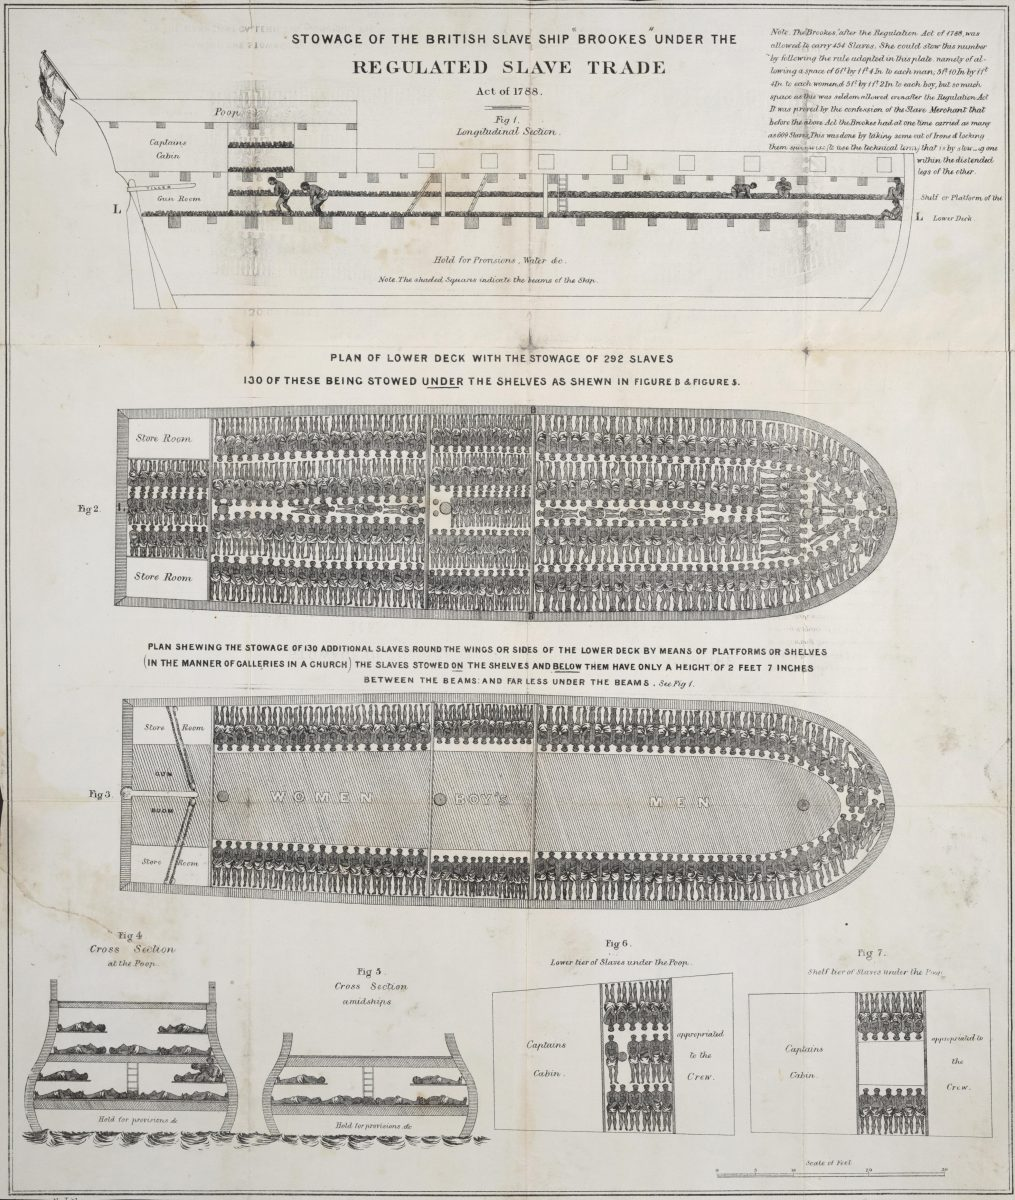 STOWAGE OF THE BRITISH SLAVE SHIP "BROOKES" UNDER THE
REGULATED SLAVE TRADE
Act of 1788.
Fig 1.
Longitudinal Section.
Note. The "Brookes" after the Regulation Act of 1788, was
allowed to carry 454 Slaves. She could stow this number
by following the rule adopted in this plate. namely of al-
lowing a space of 6ft by 1ft 4In to each man; 5ft 10In by 1ft
4In to each women & 5ft by 1ft 2In to each boy, but so much
space as this was seldom allowed even after the Regulation Act
It was proved by the confession of the Slave Merchant that
before the above Act the Brookes had at one time carried as many
as 609 Slaves, This was done by taking some out of Irons & locking
them spoonwise (to use the technical term) that is by stowing one
within the distended
legs of the other.
Poop
Captains
Cabin
TILLER
Gun Room
L
Shelf or Platform of the
L Lower Deck
Hold for Provisions, Water &c.
Note. The shaded Squares indicate the beams of the Ship.
PLAN OF LOWER DECK WITH THE STOWAGE OF 292 SLAVES
130 OF THESE BEING STOWED UNDER THE SHELVES AS SHEWN IN FIGURE B & FIGURE 5.
B
Store Room
Fig 2.
Store Room
PLAN SHEWING THE STOWAGE OF 130 ADDITIONAL SLAVES ROUND THE WINGS OR SIDES OF THE LOWER DECK BY MEANS OF PLATFORMS OR SHELVES
(IN THE MANNER OF GALLERIES IN A CHURCH) THE SLAVES STOWED ON THE SHELVES AND BELOW THEM HAVE ONLY A HEIGHT OF 2 FEET 7 INCHES
BETWEEN THE BEAMS: AND FAR LESS UNDER THE BEAMS. See Fig 1.
Store Room
GUN
Fig 3
WOMEN
BOY'S
MEN
ROOM
Store Room
Fig 4
Cross Section
at the Poop.
Hold for provisions &c
Fig 5
Cross Section
amidships
Hold for provisions. &c
Fig 6.
Lower tier of Slaves under the Poop.
Captains
Cabin.
appropriated
to the
Crew.
Fig 7.
Shelf tier of Slaves under the Poop
Captains
Cabin.
appropriated to
the
Crew.
Scale of Feet